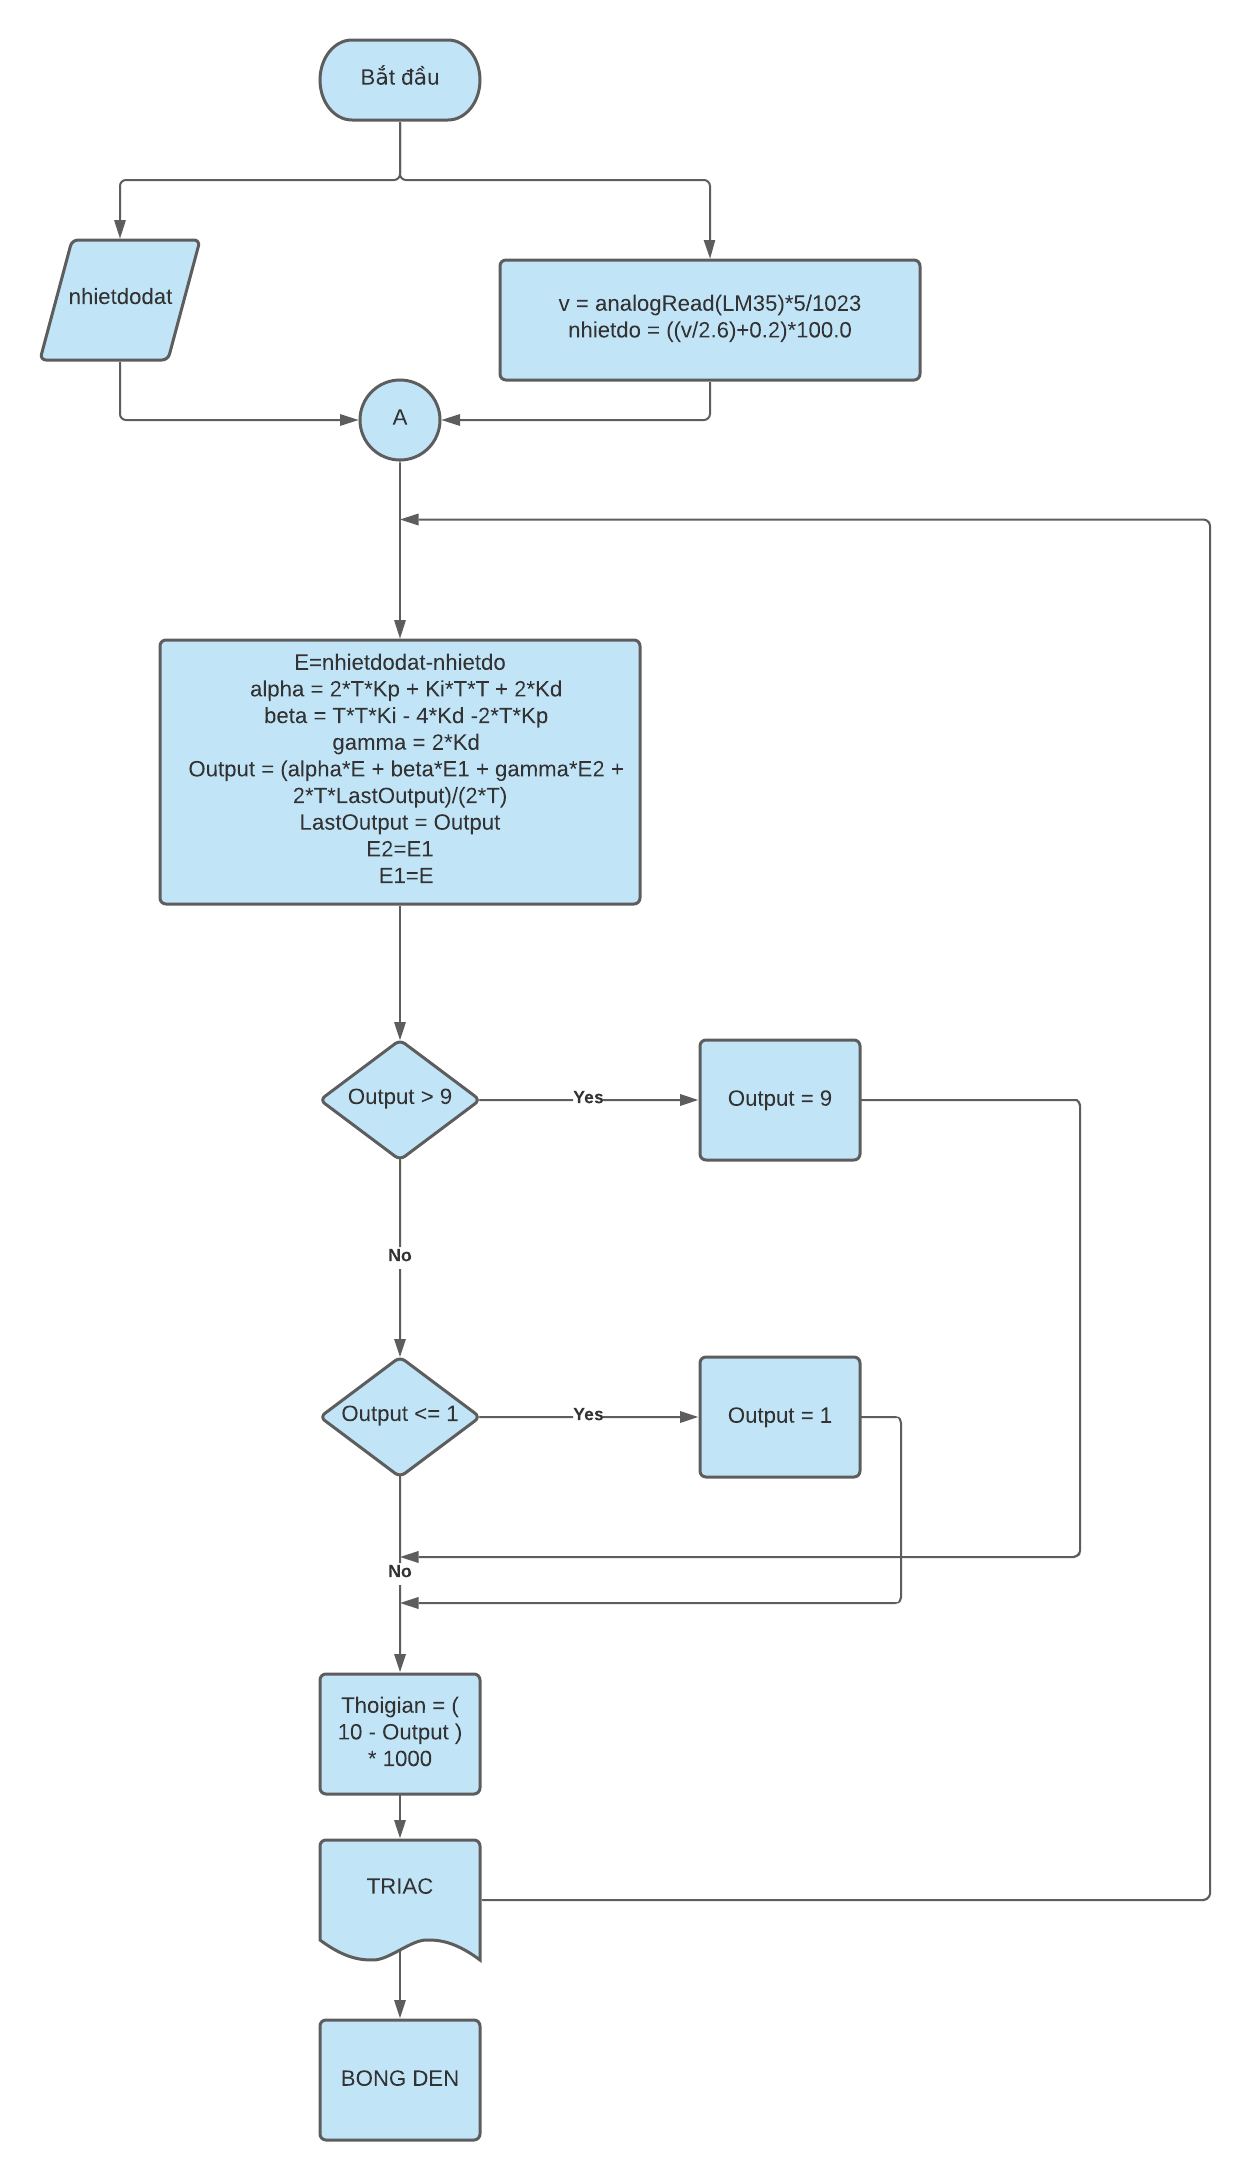 Bắt đầu
nhietdodat
v = analogRead(LM35)*5/1023
nhietdo = ((v/2.6)+0.2)*100.0
A
E=nhietdodat-nhietdo
alpha = 2*T*Kp + Ki*T*T + 2*Kd
beta = T*T*Ki - 4*Kd -2*T*Kp
gamma = 2*Kd
Output = (alpha*E + beta*E1 + gamma*E2 +
2*T*LastOutput)/(2*T)
LastOutput = Output
E2=E1
E1=E
Output > 9
Yes
Output = 9
No
Output <= 1
Yes
Output = 1
No
Thoigian = (
10 - Output )
* 1000
TRIAC
BONG DEN